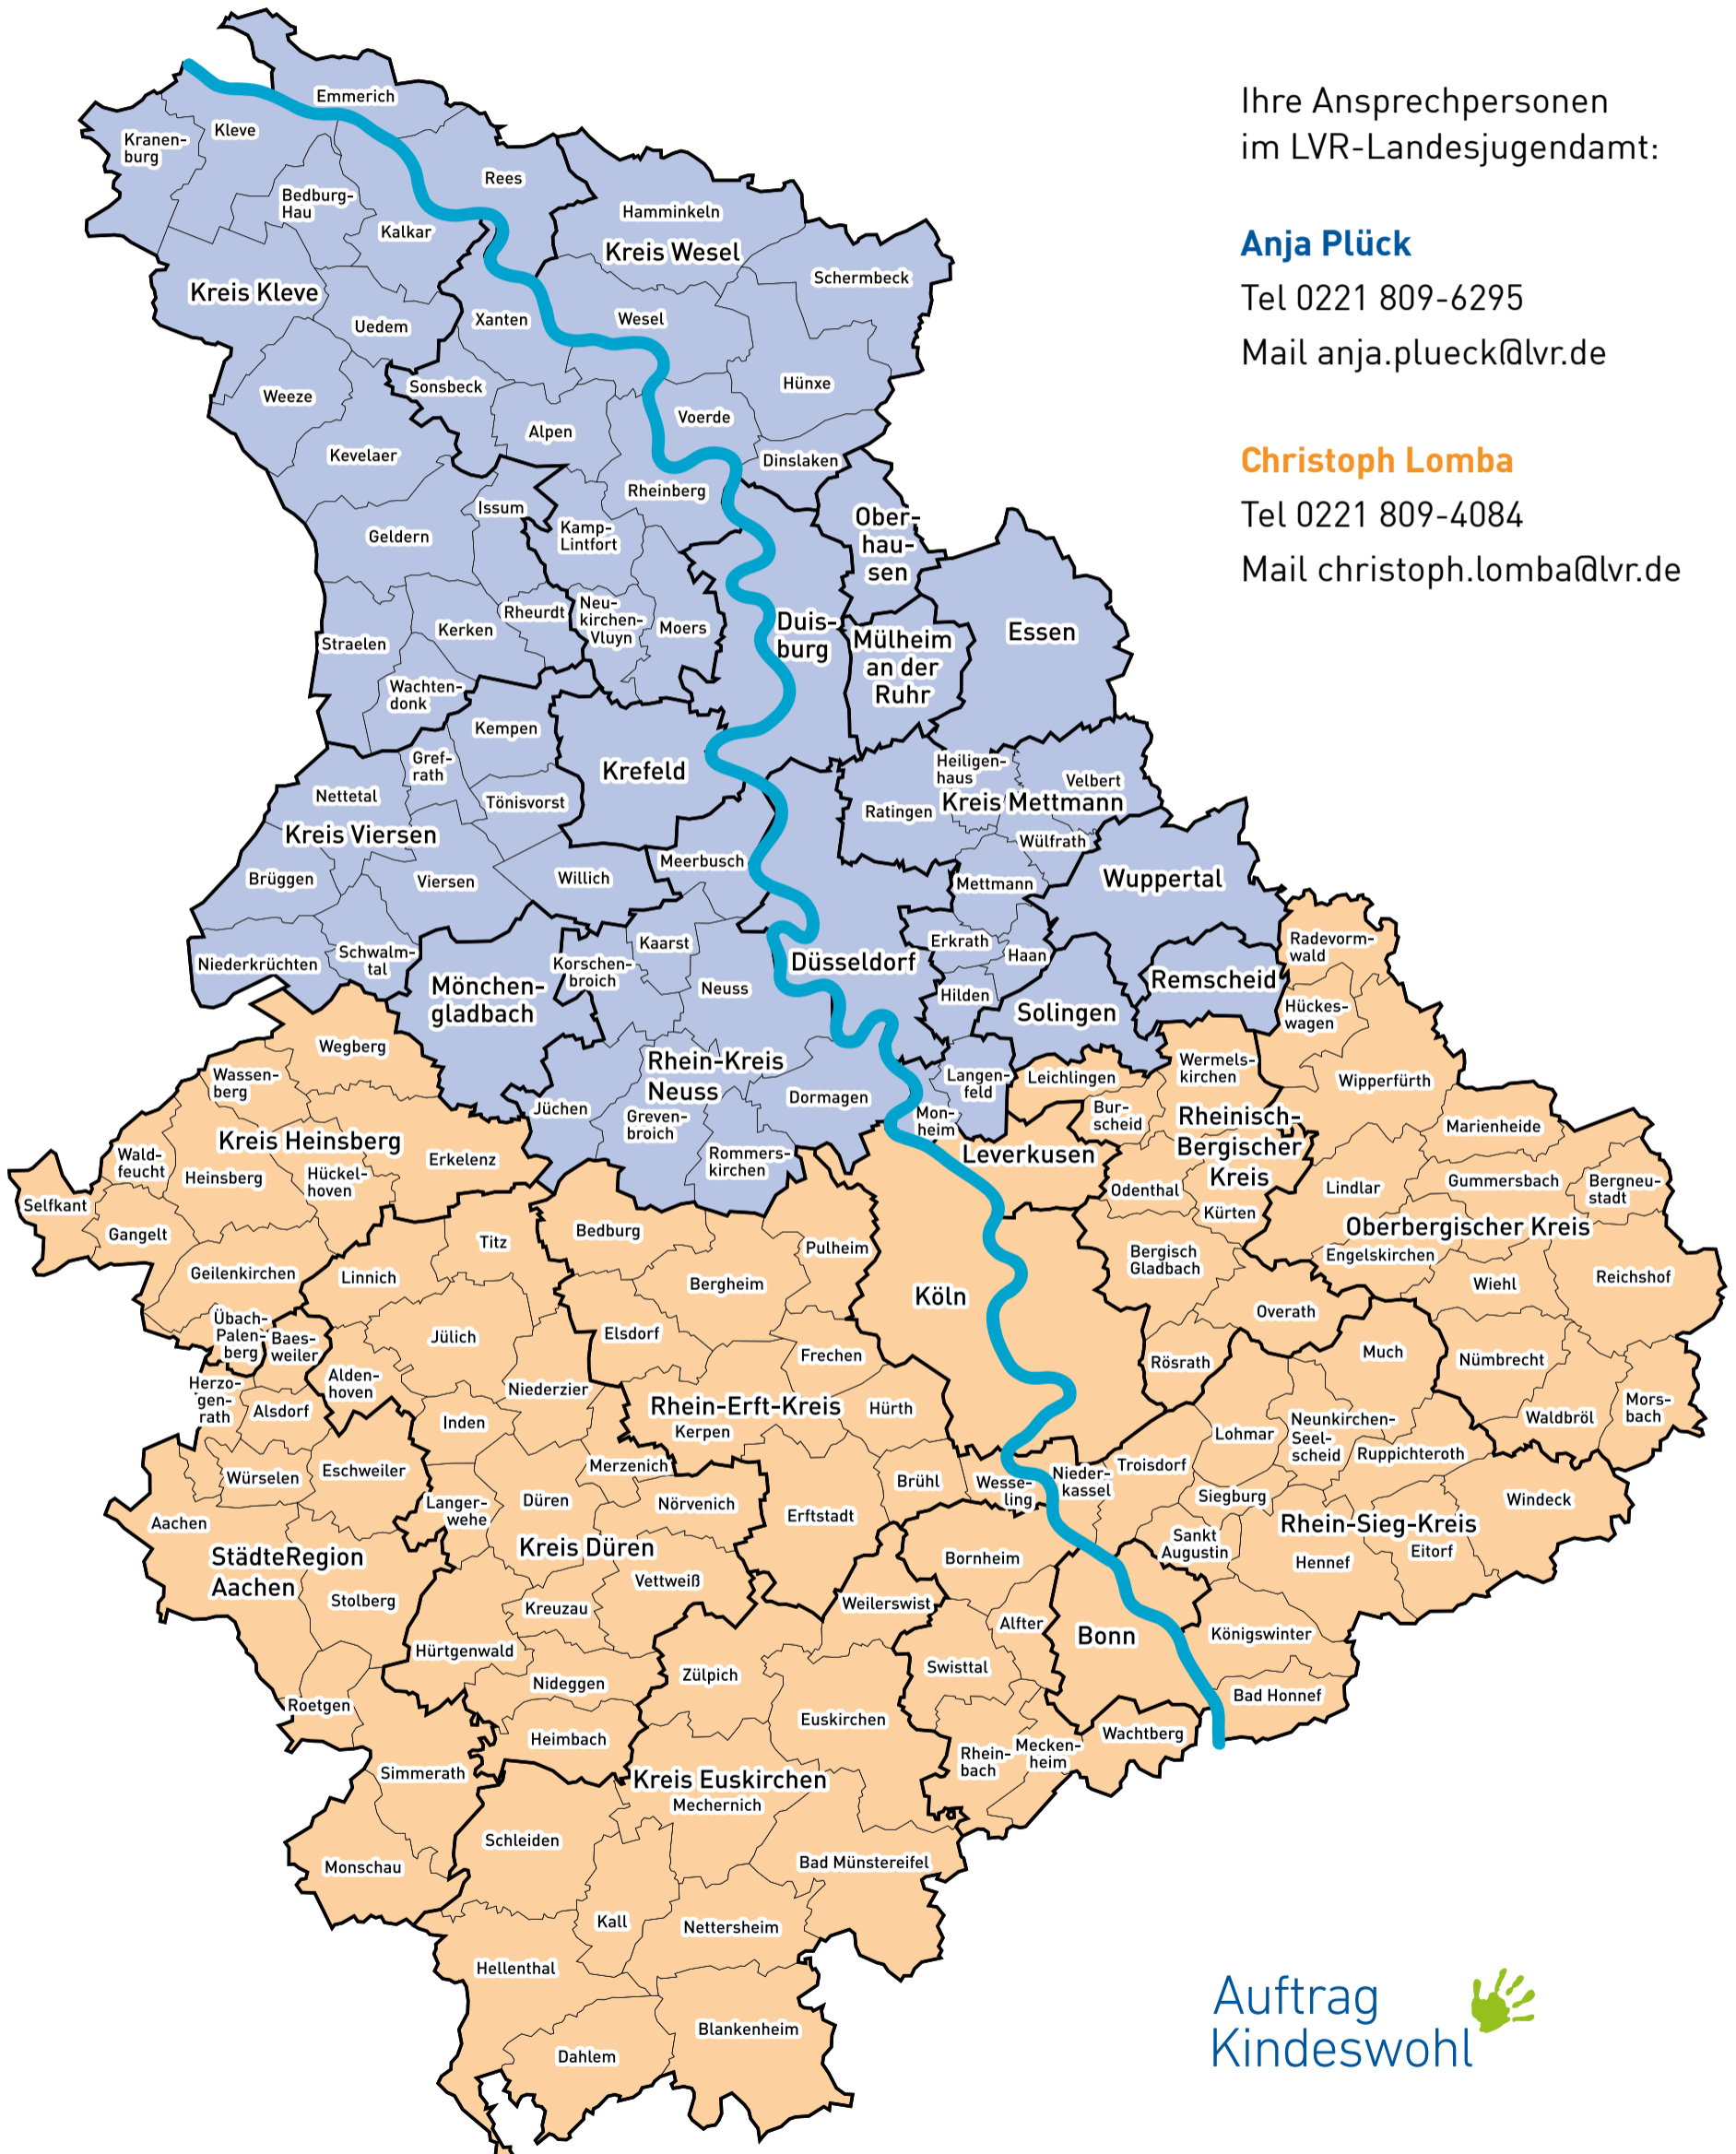 Ihre Ansprechpersonen
im LVR-Landesjugendamt:
Anja Plück
Tel 0221 809-6295
Mail anja.plueck@lvr.de
Christoph Lomba
Tel 0221 809-4084
Mail christoph.lomba@lvr.de
Emmerich
Kleve
Kranen-
burg
Rees
Bedburg-
Hau
Kalkar
Hamminkeln
Kreis Wesel
Schermbeck
Kreis Kleve
Uedem
Xanten
Wesel
Weeze
Sonsbeck
Hünxe
Alpen
Voerde
Kevelaer
Dinslaken
Rheinberg
Issum
Geldern
Kamp-
Lintfort
Ober-
hau-
sen
Straelen
Kerken
Rheurdt
Neu-
kirchen-
Vluyn
Moers
Duis-
burg
Mülheim
an der
Ruhr
Essen
Wachten-
donk
Kempen
Gref-
rath
Krefeld
Nettetal
Tönisvorst
Heiligen-
haus
Velbert
Ratingen
Kreis Mettmann
Kreis Viersen
Wülfrath
Meerbusch
Brüggen
Viersen
Willich
Mettmann
Wuppertal
Niederkrüchten
Schwalm-
tal
Kaarst
Korschen-
broich
Düsseldorf
Erkrath
Haan
Radevorm-
wald
Mönchen-
gladbach
Neuss
Hilden
Solingen
Remscheid
Hückes-
wagen
Wegberg
Rhein-Kreis
Neuss
Dormagen
Langen-
feld
Leichlingen
Wermels-
kirchen
Wipperfürth
Wassen-
berg
Jüchen
Greven-
broich
Mon-
heim
Bur-
scheid
Rheinisch-
Bergischer
Kreis
Marienheide
Kreis Heinsberg
Wald-
feucht
Heinsberg
Hückel-
hoven
Erkelenz
Rommers-
kirchen
Leverkusen
Odenthal
Kürten
Lindlar
Gummersbach
Bergneu-
stadt
Selfkant
Gangelt
Titz
Bedburg
Pulheim
Oberbergischer Kreis
Geilenkirchen
Linnich
Bergheim
Köln
Bergisch
Gladbach
Engelskirchen
Wiehl
Reichshof
Übach-
Palen-
berg
Baes-
weiler
Jülich
Elsdorf
Frechen
Overath
Rösrath
Much
Nümbrecht
Herzo-
gen-
rath
Alsdorf
Alden-
hoven
Niederzier
Rhein-Erft-Kreis
Hürth
Kerpen
Inden
Lohmar
Neunkirchen-
Seel-
scheid
Ruppichteroth
Waldbröl
Mors-
bach
Würselen
Eschweiler
Merzenich
Brühl
Wesse-
ling
Nieder-
kassel
Troisdorf
Langer-
wehe
Düren
Nörvenich
Erftstadt
Siegburg
Windeck
Aachen
Rhein-Sieg-Kreis
StädteRegion
Aachen
Kreis Düren
Bornheim
Sankt
Augustin
Hennef
Eitorf
Stolberg
Vettweiß
Kreuzau
Weilerswist
Alfter
Bonn
Königswinter
Hürtgenwald
Zülpich
Swisttal
Nideggen
Bad Honnef
Roetgen
Heimbach
Euskirchen
Wachtberg
Simmerath
Kreis Euskirchen
Rhein-
bach
Mecken-
heim
Mechernich
Schleiden
Monschau
Bad Münstereifel
Kall
Nettersheim
Hellenthal
Blankenheim
Dahlem
Auftrag
Kindeswohl